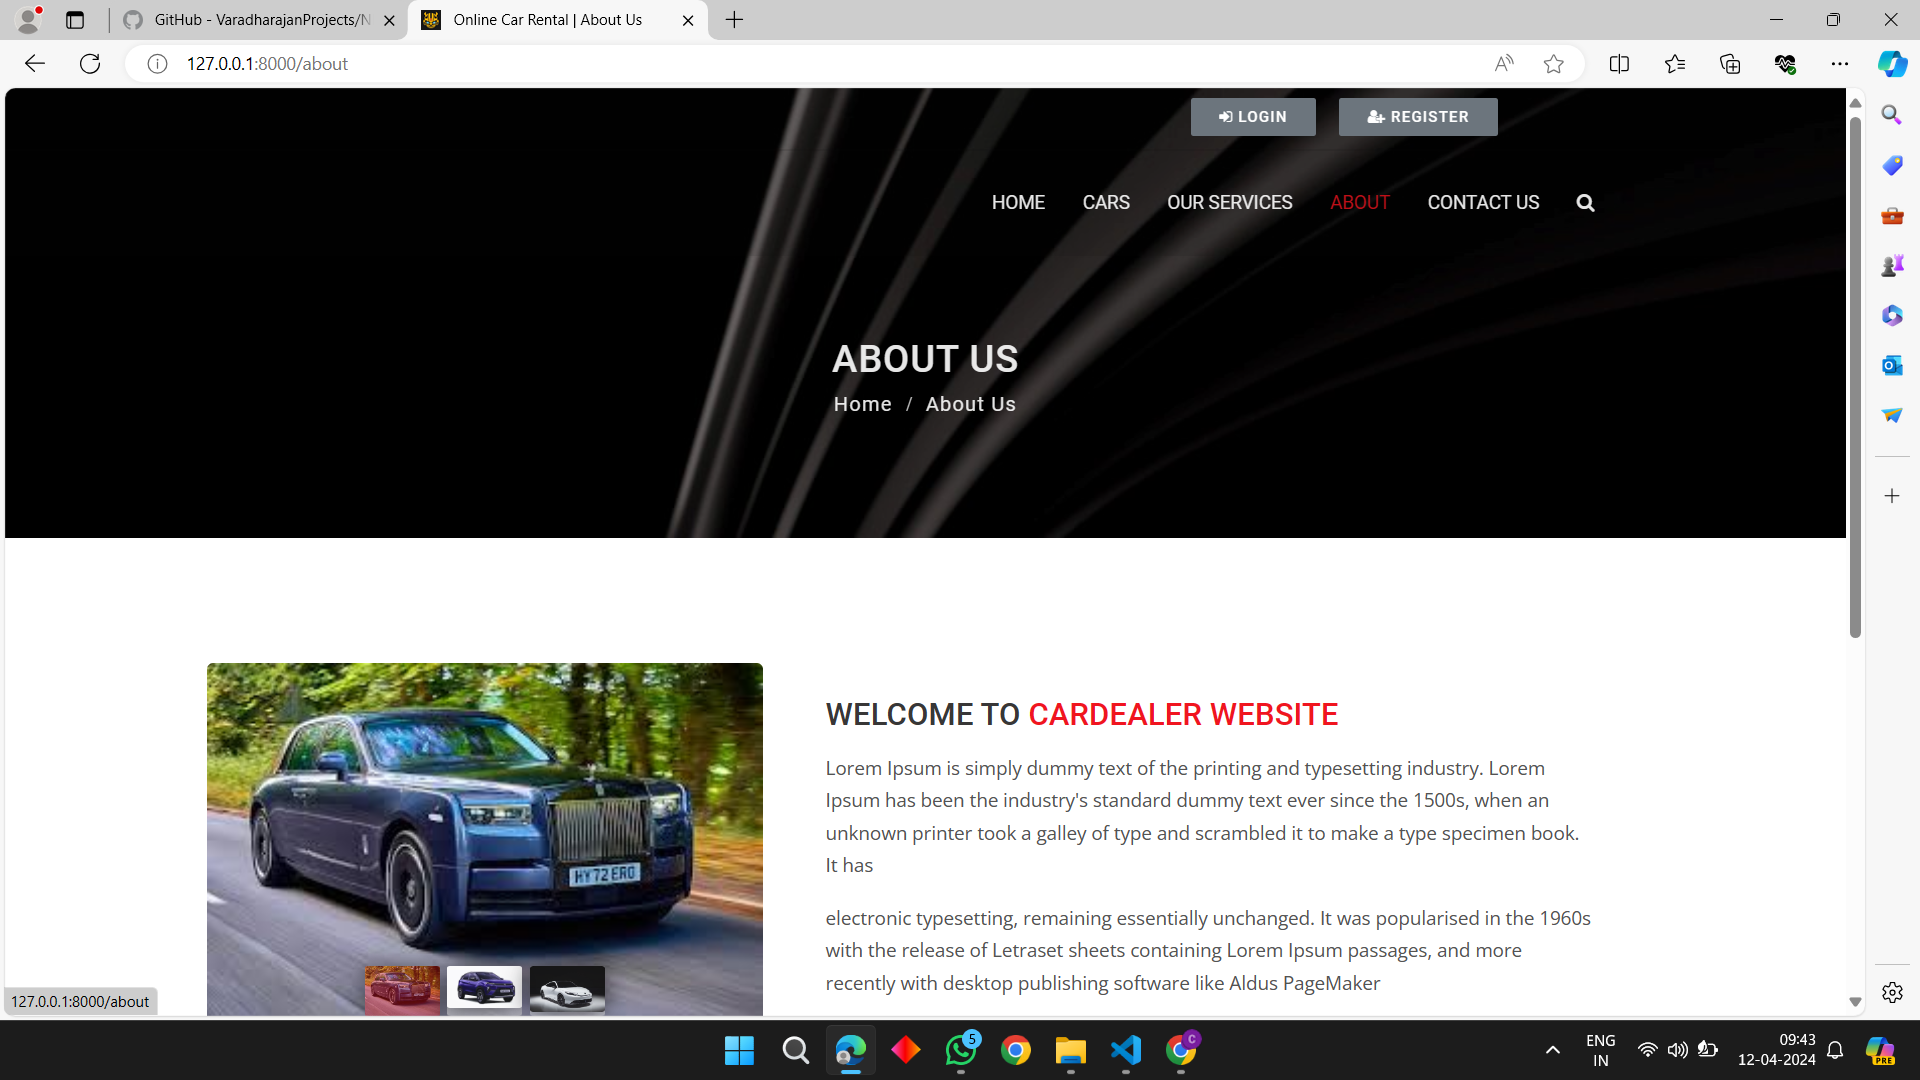 GitHub - VaradharajanProjects/N
Online Car Rental | About Us
127.0.0.1:8000/about
LOGIN
REGISTER
HOME
CARS
OUR SERVICES
ABOUT
CONTACT US
ABOUT US
Home / About Us
WELCOME TO CARDEALER WEBSITE
Lorem Ipsum is simply dummy text of the printing and typesetting industry. Lorem
Ipsum has been the industry's standard dummy text ever since the 1500s, when an
unknown printer took a galley of type and scrambled it to make a type specimen book.
It has
electronic typesetting, remaining essentially unchanged. It was popularised in the 1960s
with the release of Letraset sheets containing Lorem Ipsum passages, and more
recently with desktop publishing software like Aldus PageMaker
HY72 ERO
127.0.0.1:8000/about
5
C
ENG
IN
09:43
12-04-2024
PRE